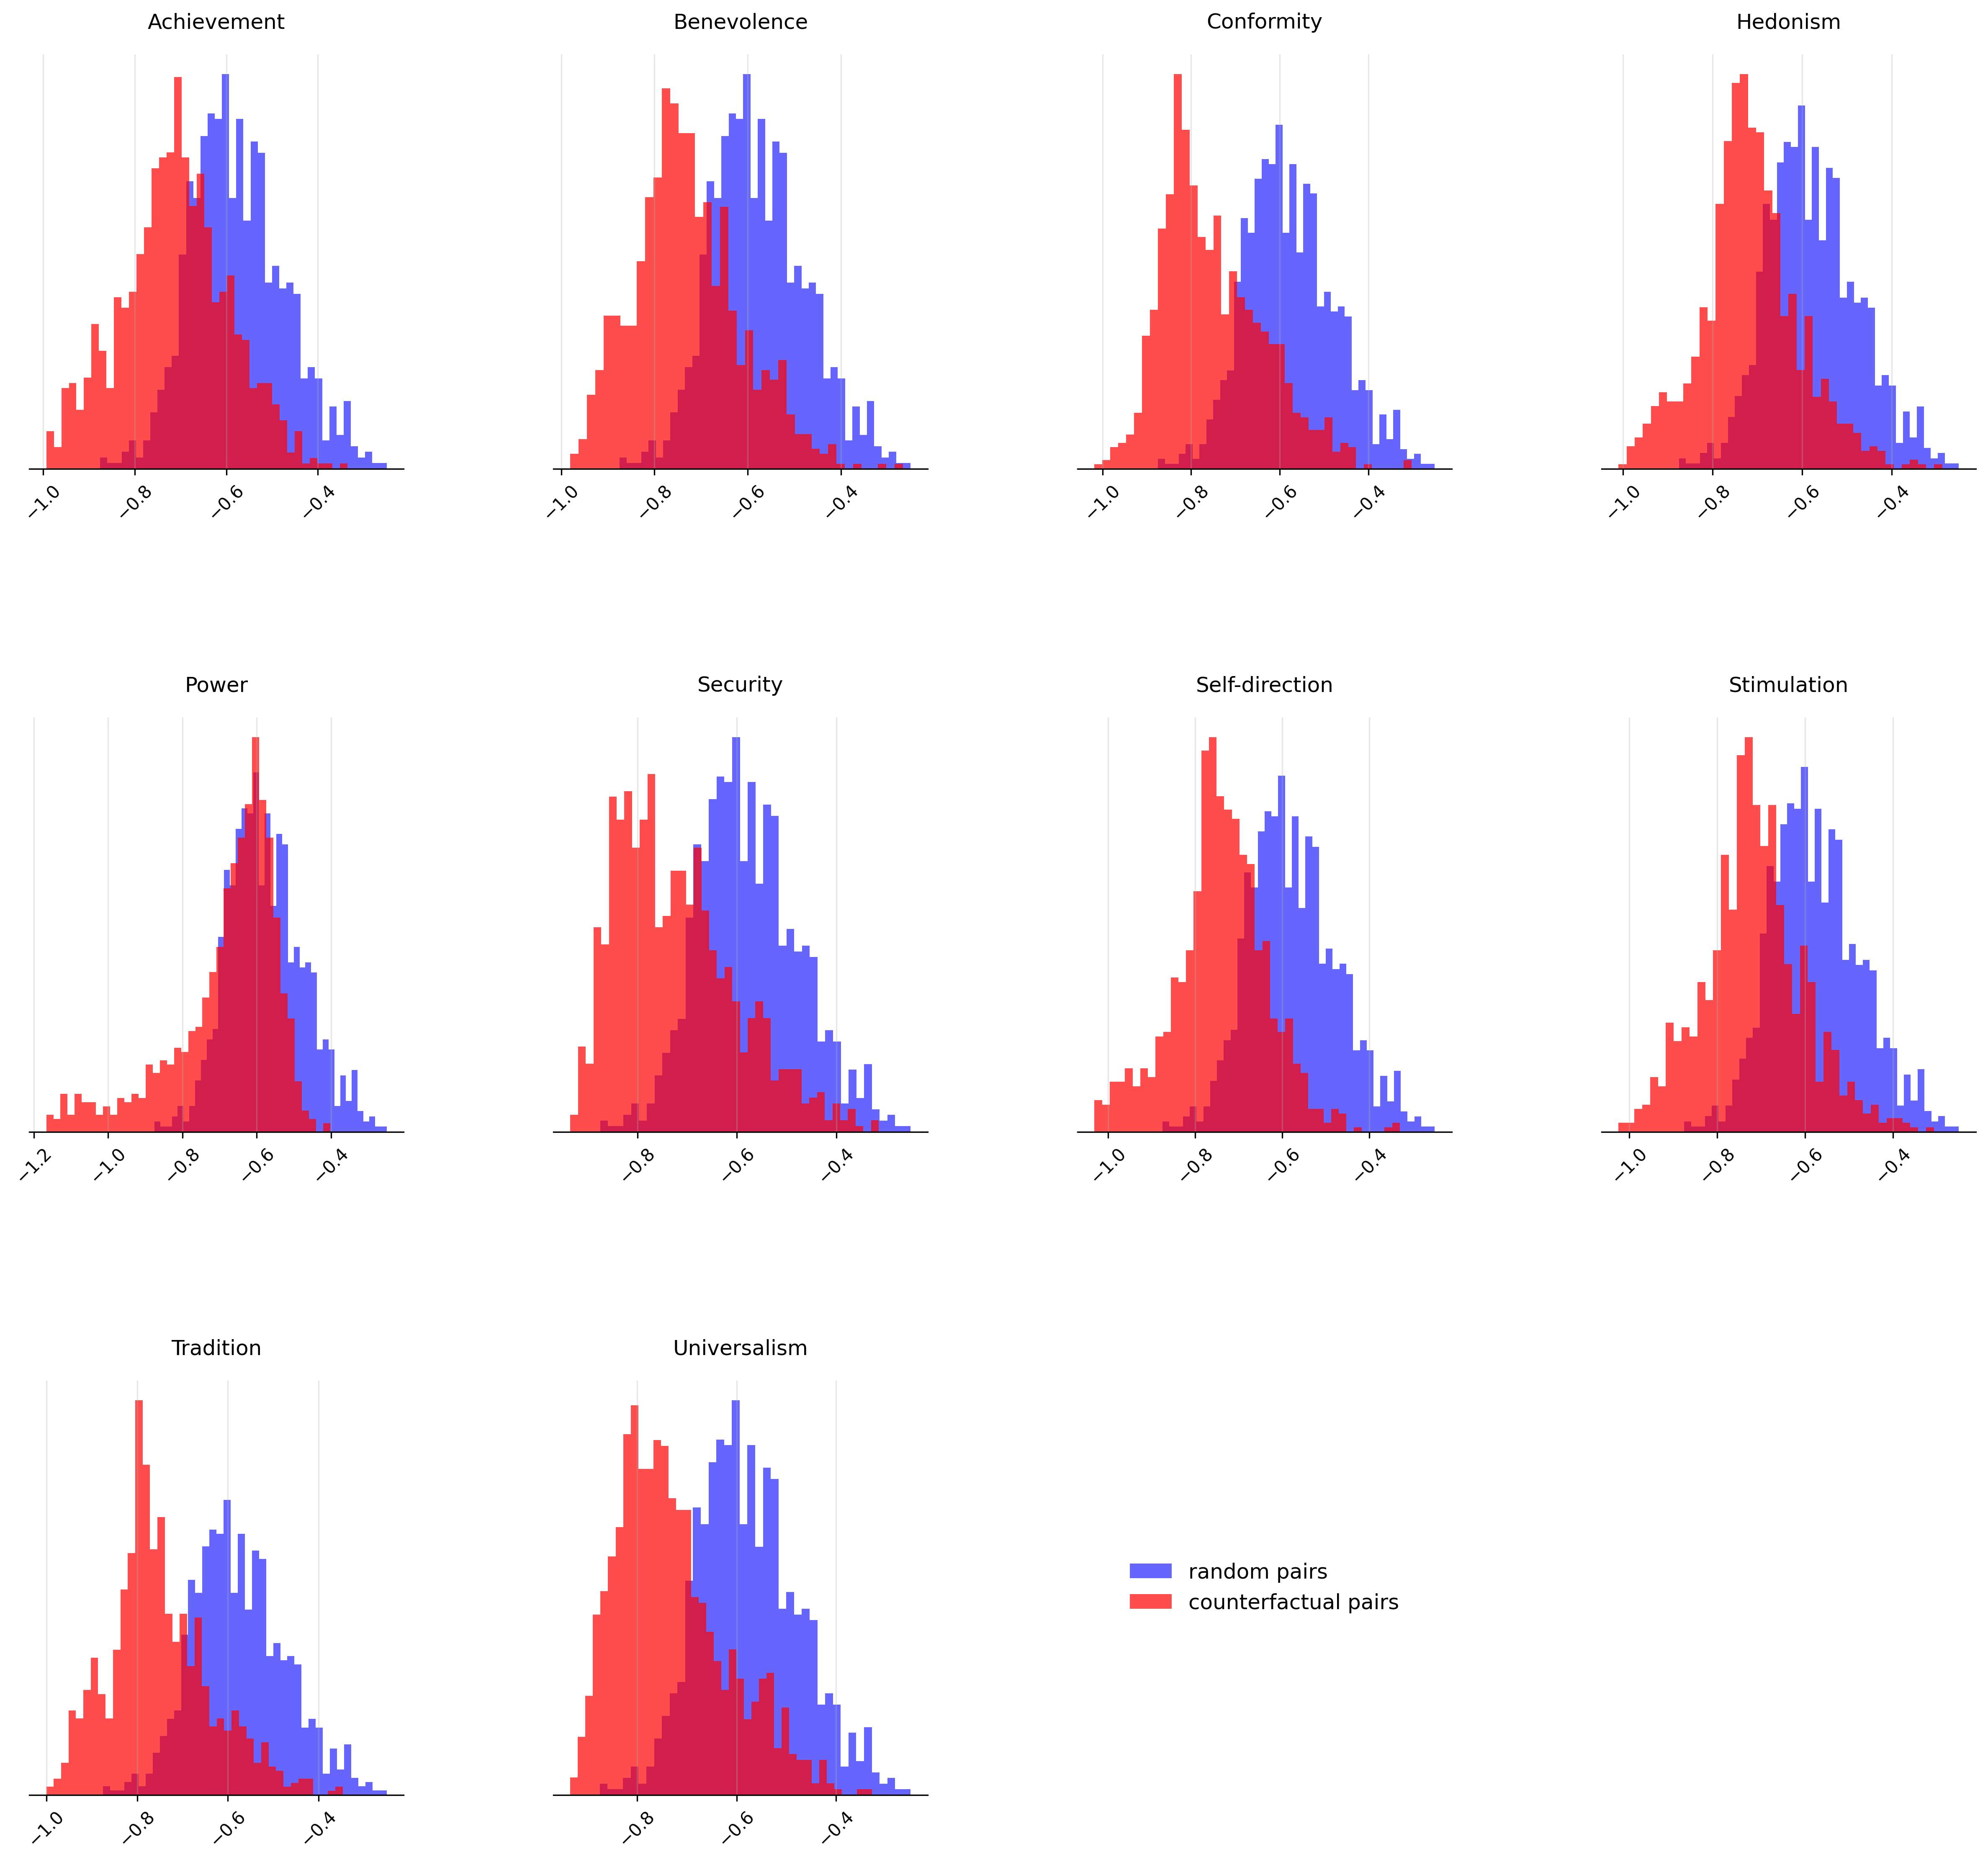 Achievement Benevolence Conformity Hedonism
−1.0 −0.8 −0.6 −0.4 −1.0 −0.8 −0.6 −0.4 −1.0 −0.8 −0.6 −0.4 −1.0 −0.8 −0.6 −0.4
Power Security Self-direction Stimulation
−1.2 −1.0 −0.8 −0.6 −0.4 −0.8 −0.6 −0.4 −1.0 −0.8 −0.6 −0.4 −1.0 −0.8 −0.6 −0.4
Tradition Universalism
random pairs
counterfactual pairs
−1.0 −0.8 −0.6 −0.4 −0.8 −0.6 −0.4